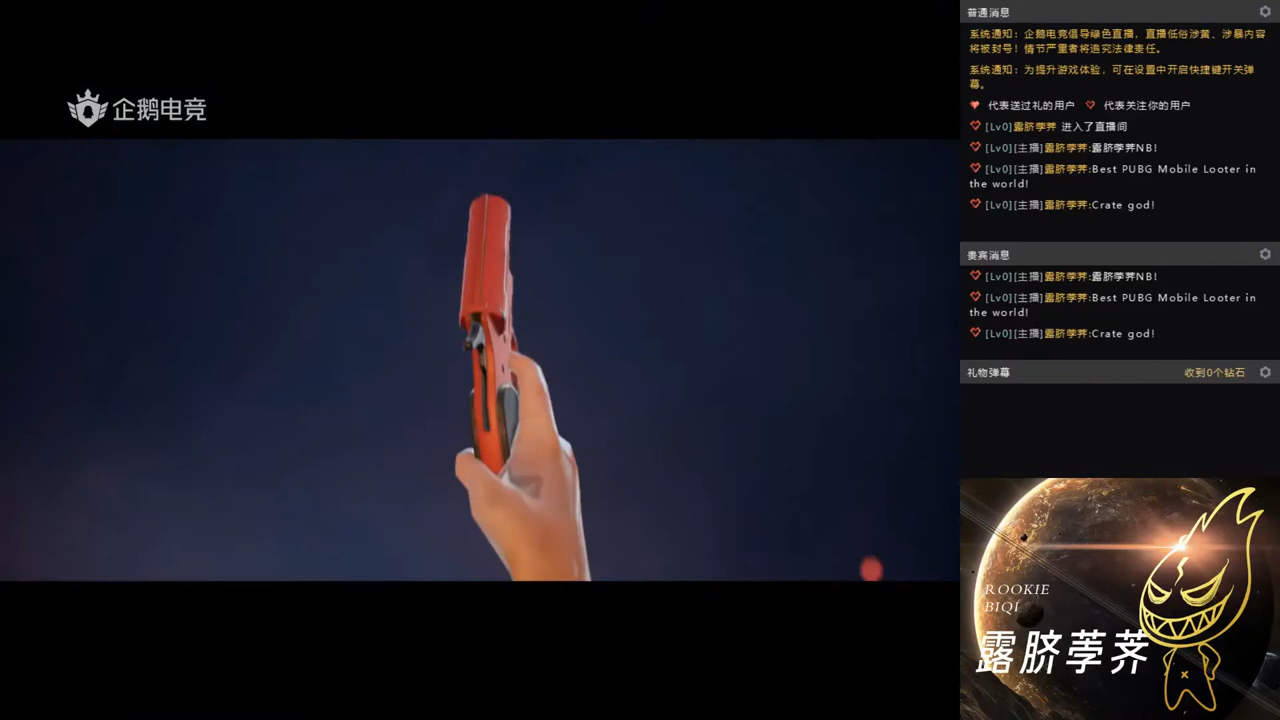 企鹅电竞
普通消息
系统通知：企鹅电竞倡导绿色直播，直播低俗涉黄、涉暴内容
将被封号！情节严重者将追究法律责任。
系统通知：为提升游戏体验，可在设置中开启快捷键开关弹
幕。
代表送过礼的用户 代表关注你的用户
[Lv0]露脐荸荠 进入了直播间
[Lv0][主播]露脐荸荠:露脐荸荠NB!
[Lv0][主播]露脐荸荠:Best PUBG Mobile Looter in
the world!
[Lv0][主播]露脐荸荠:Crate god!
贵宾消息
[Lv0][主播]露脐荸荠:露脐荸荠NB!
[Lv0][主播]露脐荸荠:Best PUBG Mobile Looter in
the world!
[Lv0][主播]露脐荸荠:Crate god!
礼物弹幕 收到0个钻石
ROOKIE
BIQI
露脐荸荠